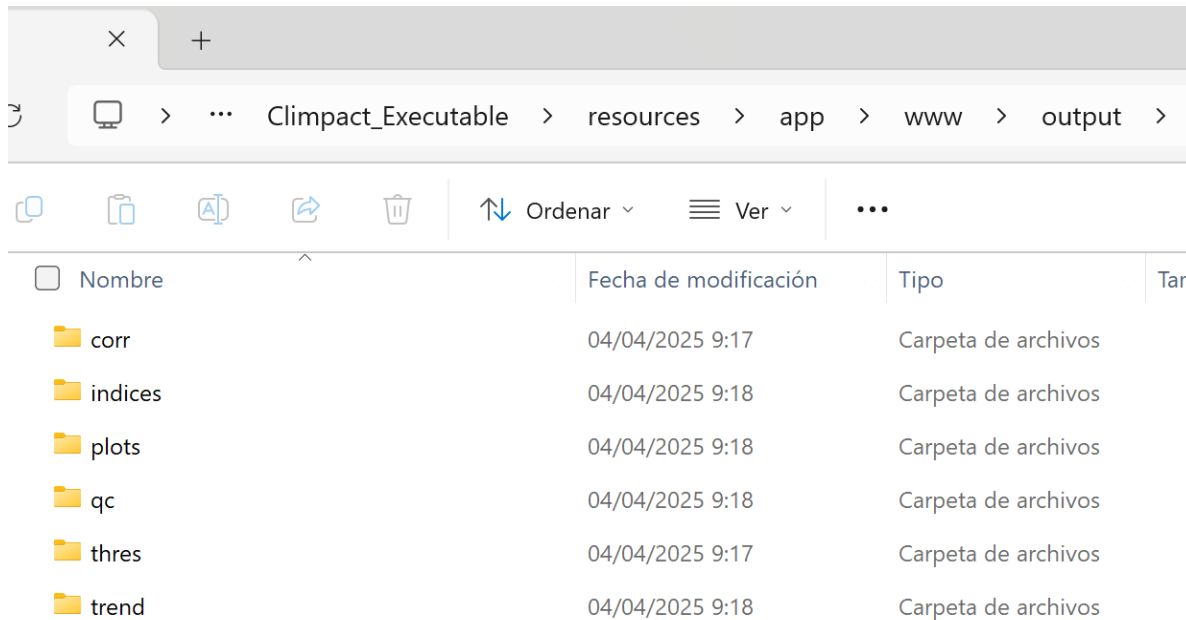 Climpact_Executable > resources > app > www > output >
Ordenar Ver
Nombre Fecha de modificación Tipo
corr 04/04/2025 9:17 Carpeta de archivos
indices 04/04/2025 9:18 Carpeta de archivos
plots 04/04/2025 9:18 Carpeta de archivos
qc 04/04/2025 9:18 Carpeta de archivos
thres 04/04/2025 9:17 Carpeta de archivos
trend 04/04/2025 9:18 Carpeta de archivos